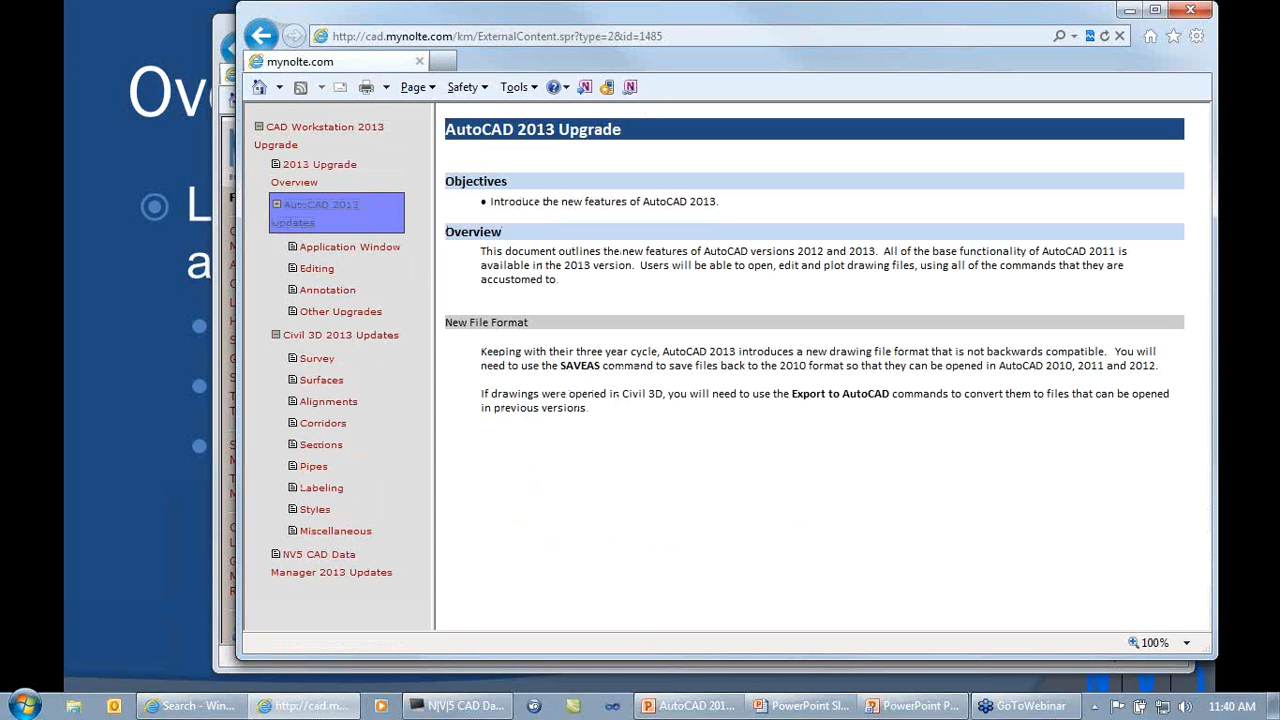 Ov
L
a
http://cad.mynolte.com/km/ExternalContent.spr?type=2&id=1485
mynolte.com
Page Safety Tools
CAD Workstation 2013
Upgrade
2013 Upgrade
Overview
AutoCAD 2013
Updates
Application Window
Editing
Annotation
Other Upgrades
Civil 3D 2013 Updates
Survey
Surfaces
Alignments
Corridors
Sections
Pipes
Labeling
Styles
Miscellaneous
NV5 CAD Data
Manager 2013 Updates
AutoCAD 2013 Upgrade
Objectives
• Introduce the new features of AutoCAD 2013.
Overview
This document outlines the new features of AutoCAD versions 2012 and 2013. All of the base functionality of AutoCAD 2011 is
available in the 2013 version. Users will be able to open, edit and plot drawing files, using all of the commands that they are
accustomed to.
New File Format
Keeping with their three year cycle, AutoCAD 2013 introduces a new drawing file format that is not backwards compatible. You will
need to use the SAVEAS command to save files back to the 2010 format so that they can be opened in AutoCAD 2010, 2011 and 2012.
If drawings were opened in Civil 3D, you will need to use the Export to AutoCAD commands to convert them to files that can be opened
in previous versions.
100%
Search - Win...
http://cad.m...
N|V|5 CAD Da...
AutoCAD 201...
PowerPoint Sl...
PowerPoint P...
GoToWebinar
11:40 AM